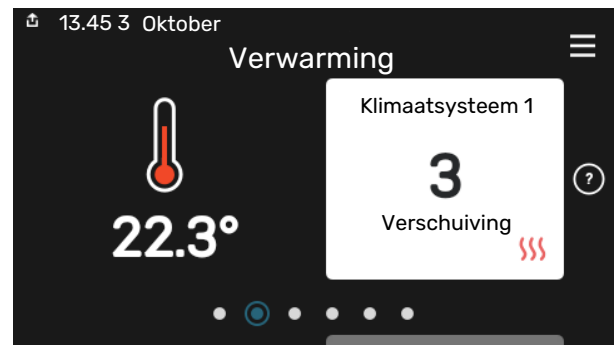 13.45 3 Oktober
Verwarming
Klimaatsysteem 1
3
Verschuiving
22.3°
?